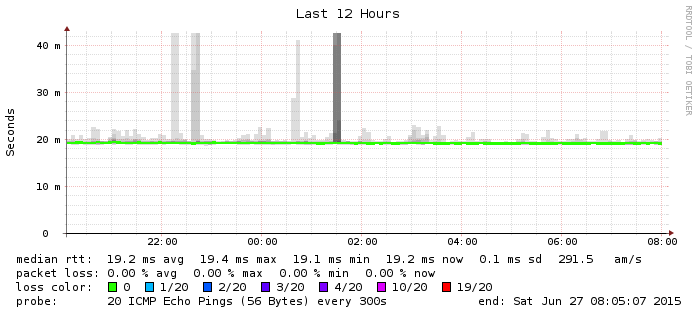 Last 12 Hours
RRDTOOL / TOBI OETIKER
Seconds
40 m
30 m
20 m
10 m
0
22:00 00:00 02:00 04:00 06:00 08:00
median rtt: 19.2 ms avg 19.4 ms max 19.1 ms min 19.2 ms now 0.1 ms sd 291.5 am/s
packet loss: 0.00 % avg 0.00 % max 0.00 % min 0.00 % now
loss color: 0 1/20 2/20 3/20 4/20 10/20 19/20
probe: 20 ICMP Echo Pings (56 Bytes) every 300s end: Sat Jun 27 08:05:07 2015